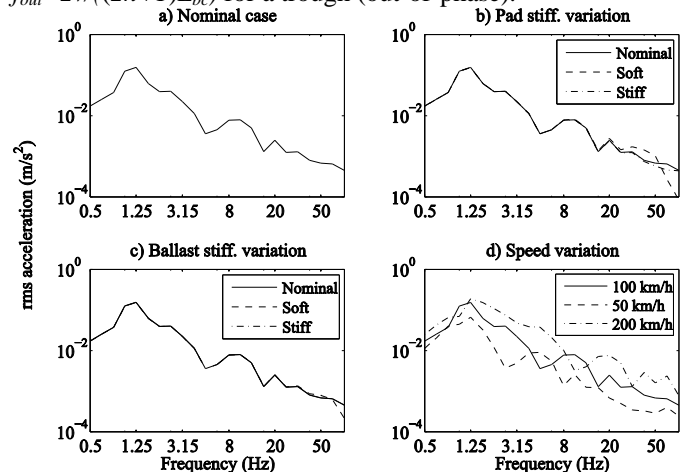 a) Nominal case
b) Pad stiff. variation
10^0
10^-2
10^-4
0.5 1.25 3.15 8 20 50
10^0
10^-2
10^-4
0.5 1.25 3.15 8 20 50
Nominal
Soft
Stiff
rms acceleration (m/s²)
c) Ballast stiff. variation
d) Speed variation
10^0
10^-2
10^-4
0.5 1.25 3.15 8 20 50
Frequency (Hz)
Nominal
Soft
Stiff
10^0
10^-2
10^-4
0.5 1.25 3.15 8 20 50
Frequency (Hz)
100 km/h
50 km/h
200 km/h